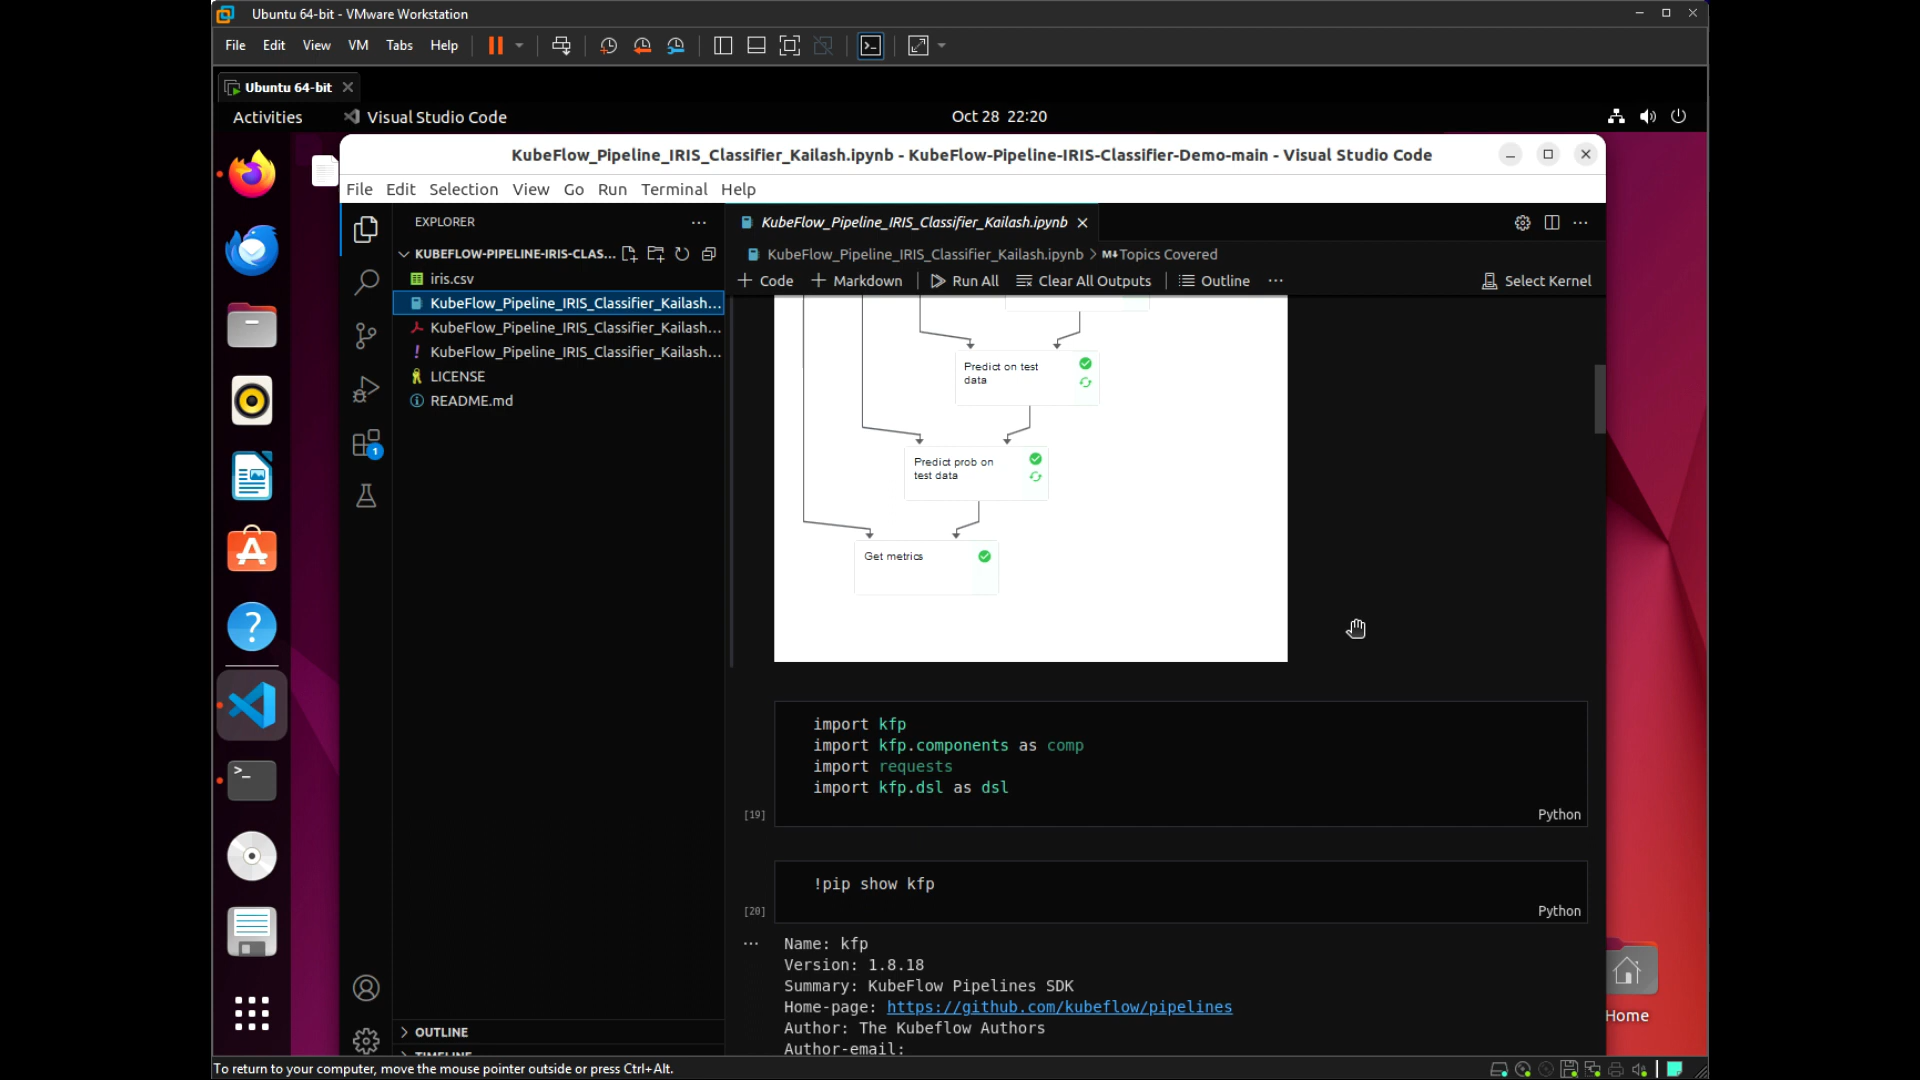 Ubuntu 64-bit - VMware Workstation
File Edit View VM Tabs Help
Ubuntu 64-bit
Activities Visual Studio Code Oct 28 22:20
KubeFlow_Pipeline_IRIS_Classifier_Kailash.ipynb - KubeFlow-Pipeline-IRIS-Classifier-Demo-main - Visual Studio Code
File Edit Selection View Go Run Terminal Help
EXPLORER
KUBEFLOW-PIPELINE-IRIS-CLAS...
iris.csv
KubeFlow_Pipeline_IRIS_Classifier_Kailash...
KubeFlow_Pipeline_IRIS_Classifier_Kailash...
KubeFlow_Pipeline_IRIS_Classifier_Kailash...
LICENSE
README.md
1
OUTLINE
KubeFlow_Pipeline_IRIS_Classifier_Kailash.ipynb
KubeFlow_Pipeline_IRIS_Classifier_Kailash.ipynb > M↓Topics Covered
+ Code + Markdown Run All Clear All Outputs Outline ... Select Kernel
Predict on test
data
Predict prob on
test data
Get metrics
import kfp
import kfp.components as comp
import requests
import kfp.dsl as dsl
[19] Python
!pip show kfp
[20] Python
... Name: kfp
Version: 1.8.18
Summary: KubeFlow Pipelines SDK
Home-page: https://github.com/kubeflow/pipelines
Author: The Kubeflow Authors
Author-email:
Home
To return to your computer, move the mouse pointer outside or press Ctrl+Alt.